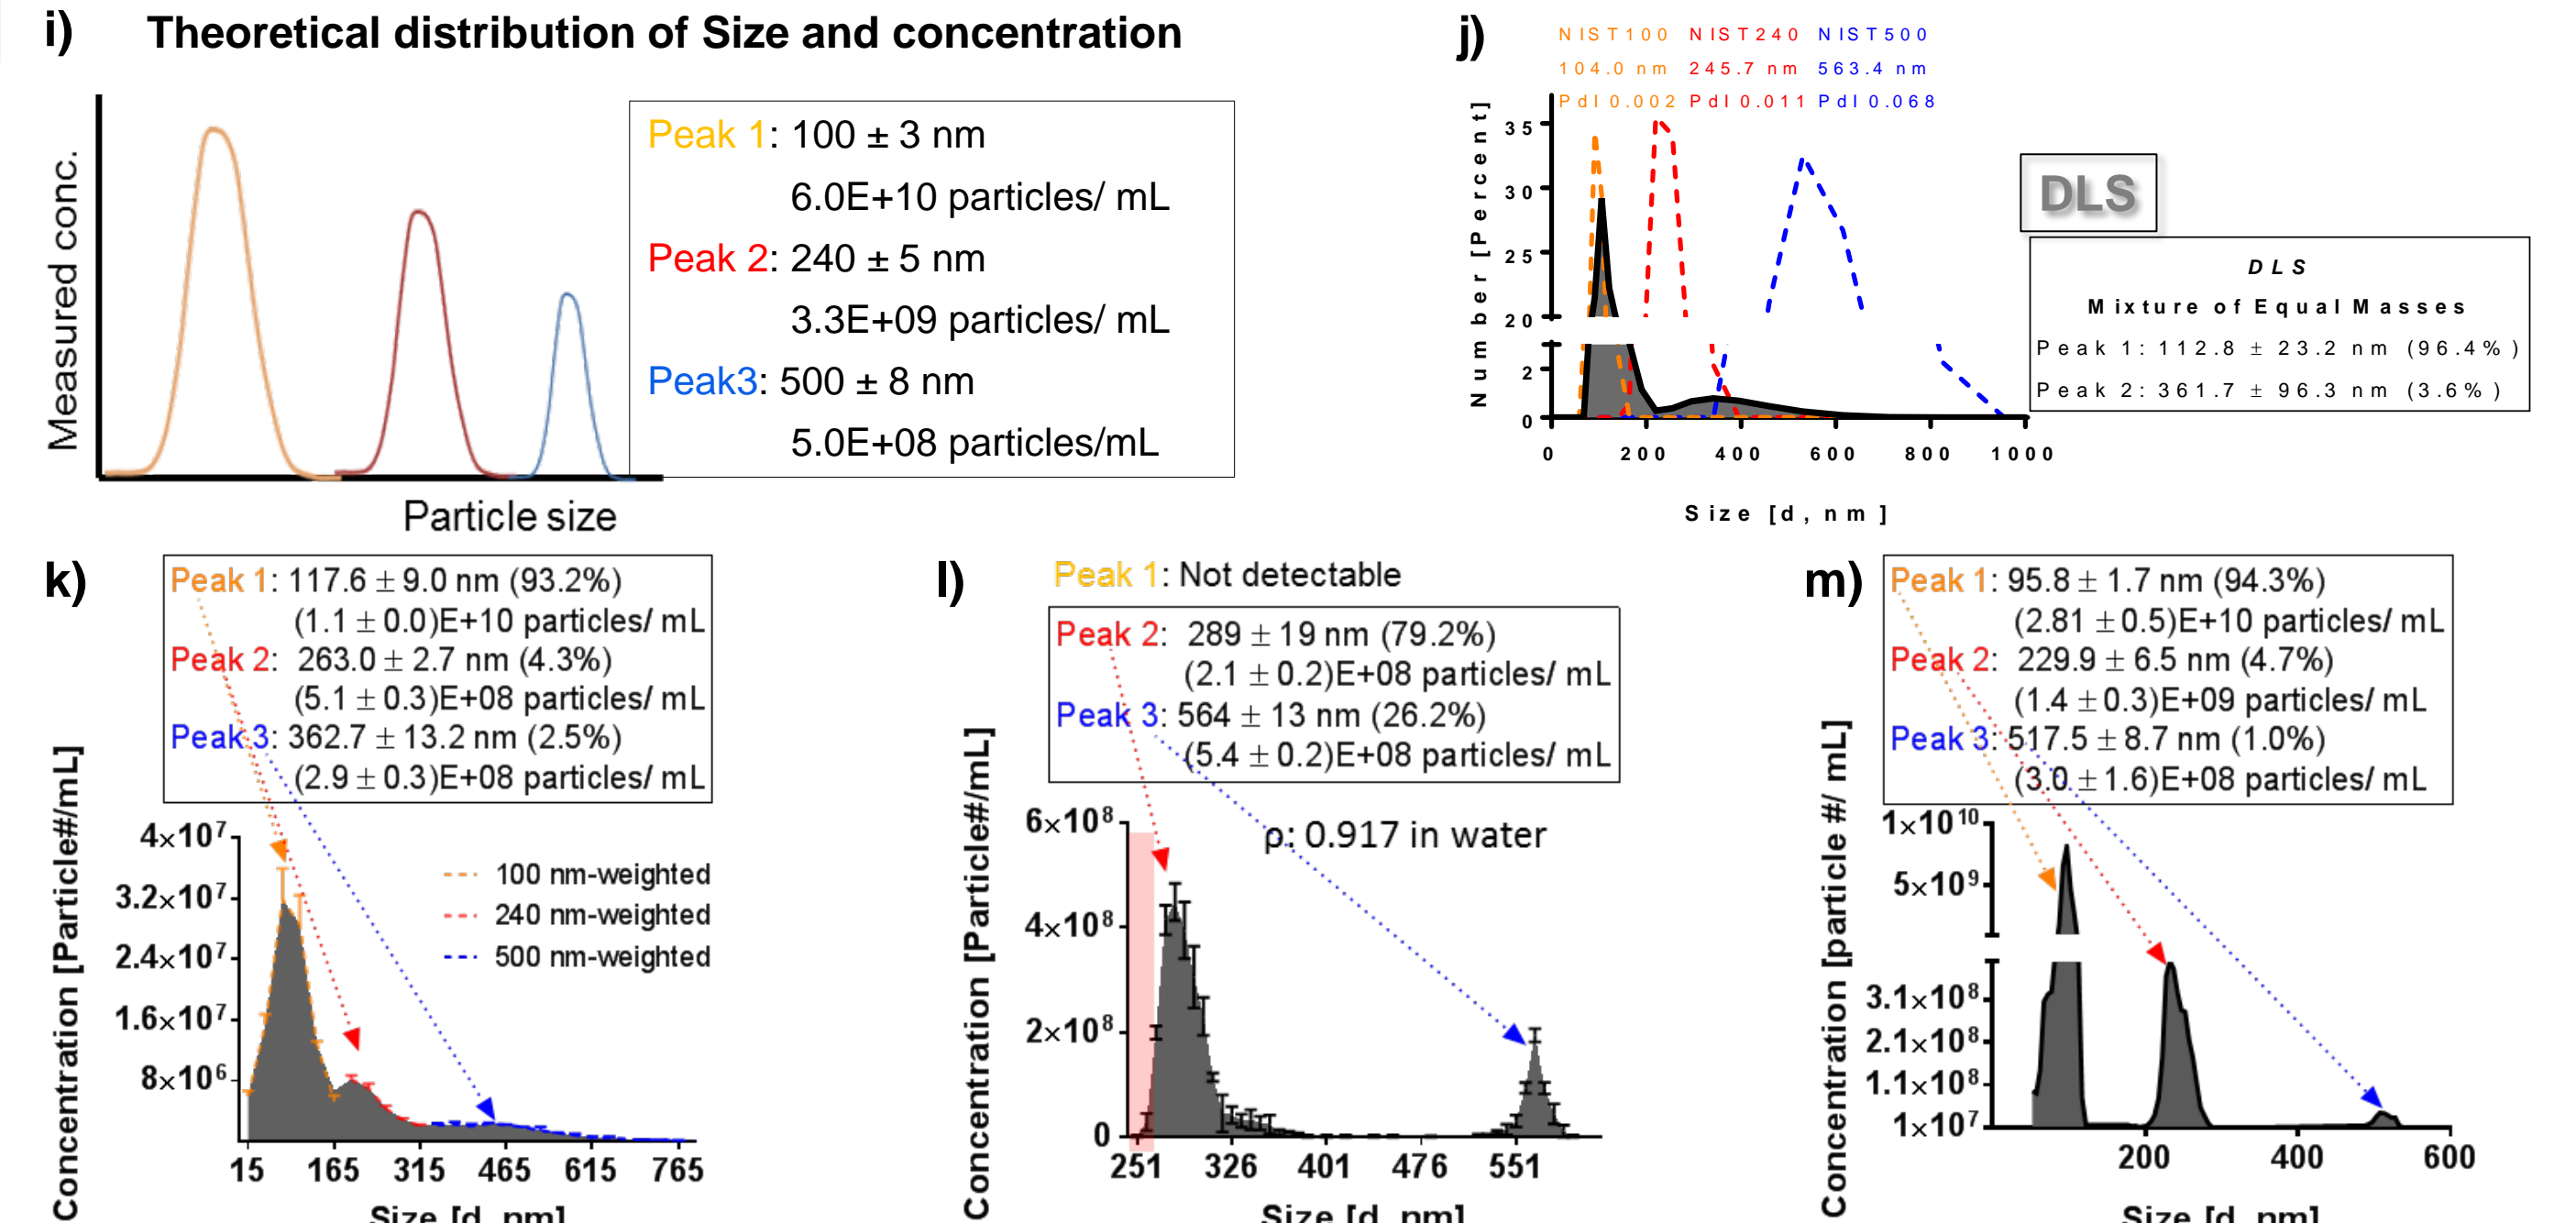 i)
Theoretical distribution of Size and concentration
Measured conc.
Particle size
Peak 1: 100 ± 3 nm
6.0E+10 particles/ mL
Peak 2: 240 ± 5 nm
3.3E+09 particles/ mL
Peak3: 500 ± 8 nm
5.0E+08 particles/mL
j)
NIST100 NIST240 NIST500
104.0 nm 245.7 nm 563.4 nm
PdI 0.002 PdI 0.011 PdI 0.068
Number [Percent]
35
30
25
20
2
0
0 200 400 600 800 1000
Size [d, nm]
DLS
DLS
Mixture of Equal Masses
Peak 1: 112.8 ± 23.2 nm (96.4%)
Peak 2: 361.7 ± 96.3 nm (3.6%)
k)
Peak 1: 117.6 ± 9.0 nm (93.2%)
(1.1 ± 0.0)E+10 particles/ mL
Peak 2: 263.0 ± 2.7 nm (4.3%)
(5.1 ± 0.3)E+08 particles/ mL
Peak 3: 362.7 ± 13.2 nm (2.5%)
(2.9 ± 0.3)E+08 particles/ mL
Concentration [Particle#/mL]
4×10⁷
3.2×10⁷
2.4×10⁷
1.6×10⁷
8×10⁶
100 nm-weighted
240 nm-weighted
500 nm-weighted
15 165 315 465 615 765
Size [d, nm]
l)
Peak 1: Not detectable
Peak 2: 289 ± 19 nm (79.2%)
(2.1 ± 0.2)E+08 particles/ mL
Peak 3: 564 ± 13 nm (26.2%)
(5.4 ± 0.2)E+08 particles/ mL
Concentration [Particle#/mL]
ρ: 0.917 in water
6×10⁸
4×10⁸
2×10⁸
0
251 326 401 476 551
Size [d, nm]
m)
Peak 1: 95.8 ± 1.7 nm (94.3%)
(2.81 ± 0.5)E+10 particles/ mL
Peak 2: 229.9 ± 6.5 nm (4.7%)
(1.4 ± 0.3)E+09 particles/ mL
Peak 3: 517.5 ± 8.7 nm (1.0%)
(3.0 ± 1.6)E+08 particles/ mL
Concentration [particle #/ mL]
1×10¹⁰
5×10⁹
3.1×10⁸
2.1×10⁸
1.1×10⁸
1×10⁷
200 400 600
Size [d, nm]